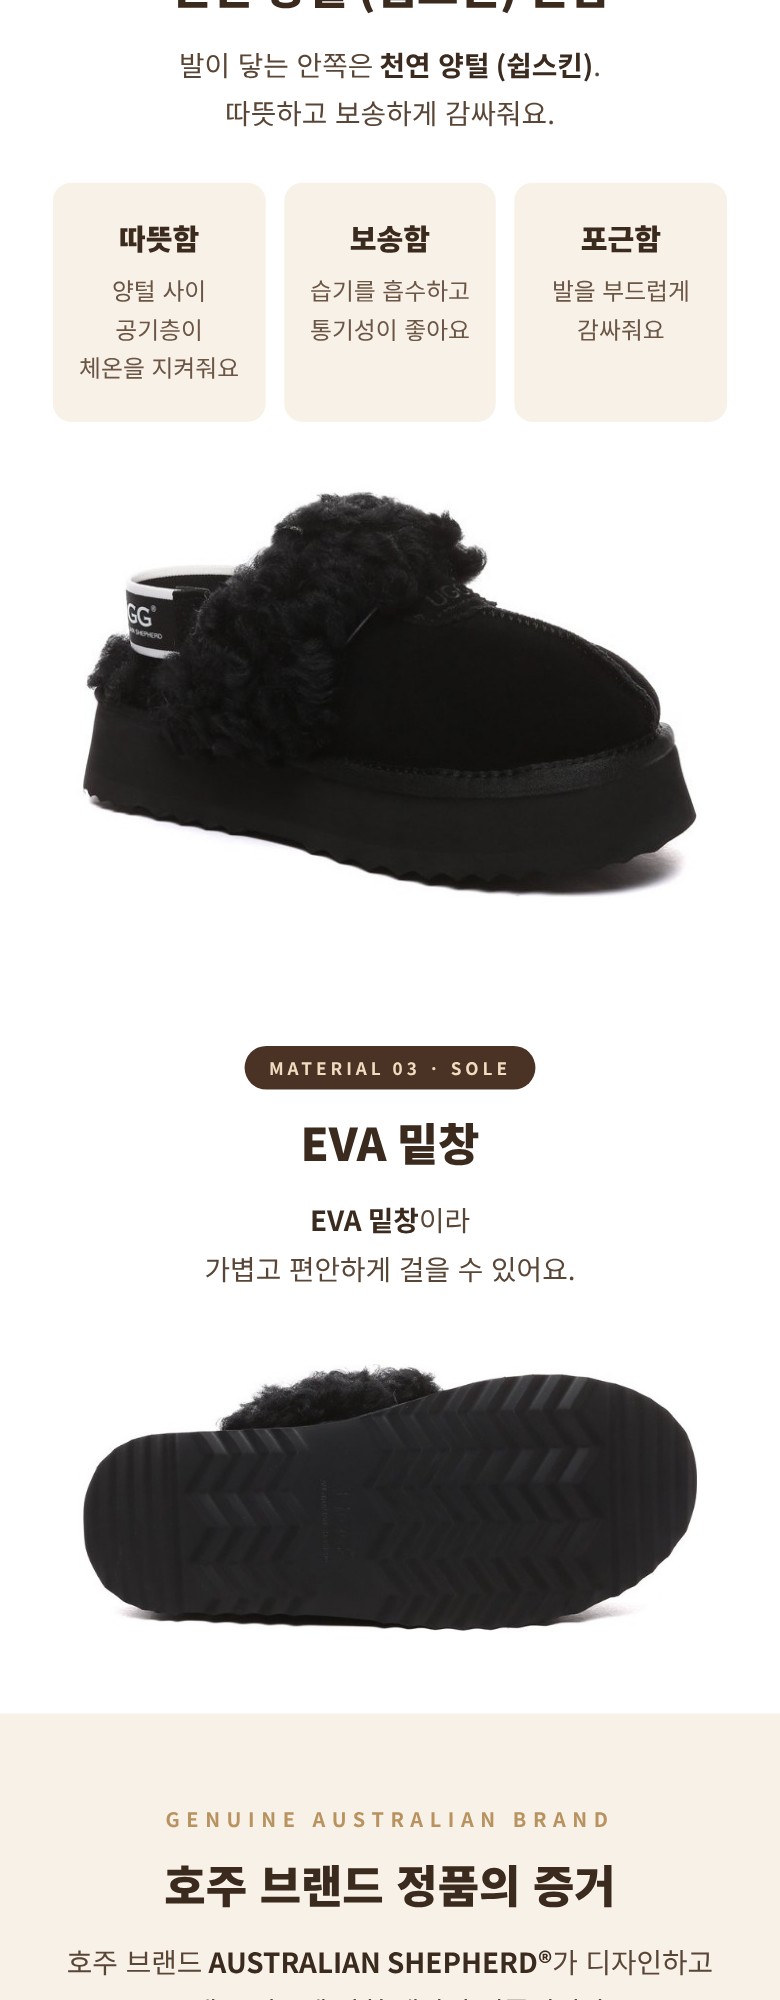 발이 닿는 안쪽은 천연 양털 (쉽스킨).
따뜻하고 보송하게 감싸줘요.
따뜻함
양털 사이
공기층이
체온을 지켜줘요
보송함
습기를 흡수하고
통기성이 좋아요
포근함
발을 부드럽게
감싸줘요
GG®
SHEPHERD
UGG
MATERIAL 03 · SOLE
EVA 밑창
EVA 밑창이라
가볍고 편안하게 걸을 수 있어요.
GENUINE AUSTRALIAN BRAND
호주 브랜드 정품의 증거
호주 브랜드 AUSTRALIAN SHEPHERD®가 디자인하고